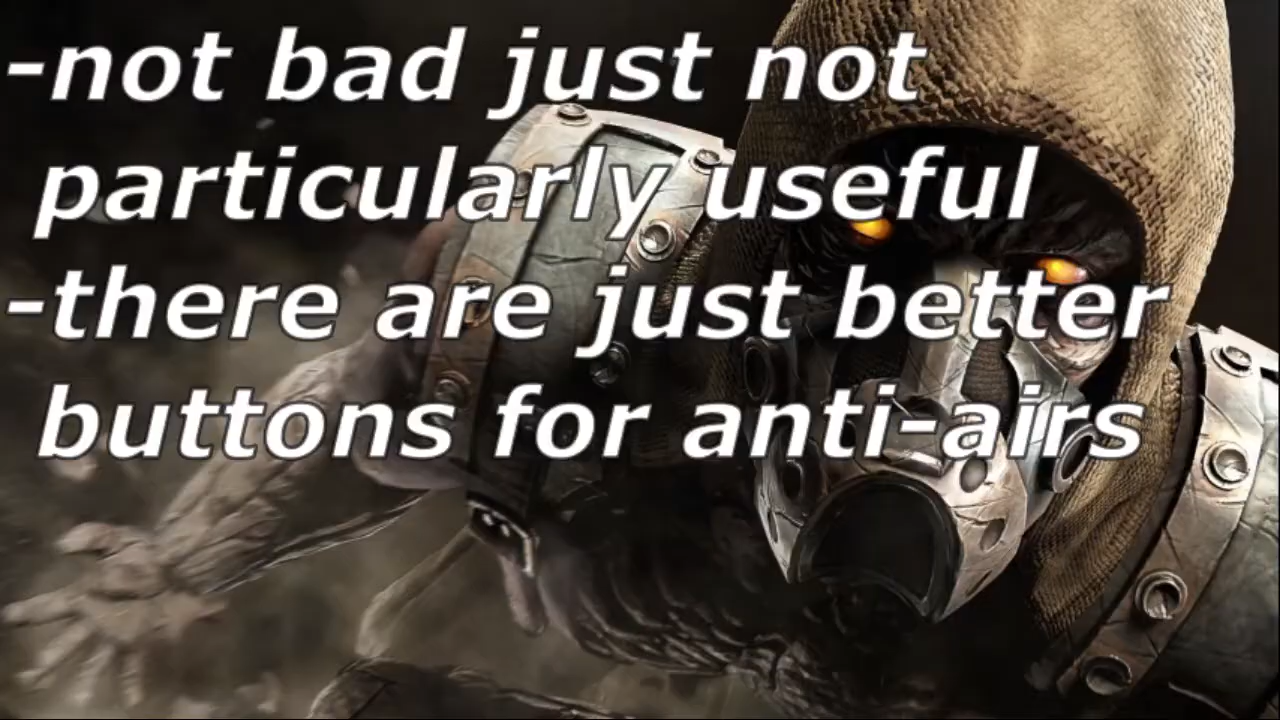 -not bad just not
particularly useful
-there are just better
buttons for anti-airs